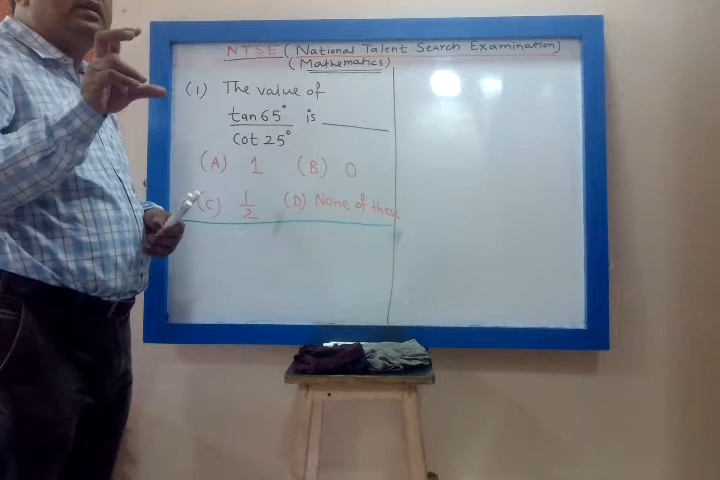 NTSE (National Talent Search Examination)
(Mathematics)
(1) The value of
tan 65°
cot 25°
is ______
(A) 1 (B) 0
(C) 1/2 (D) None of these